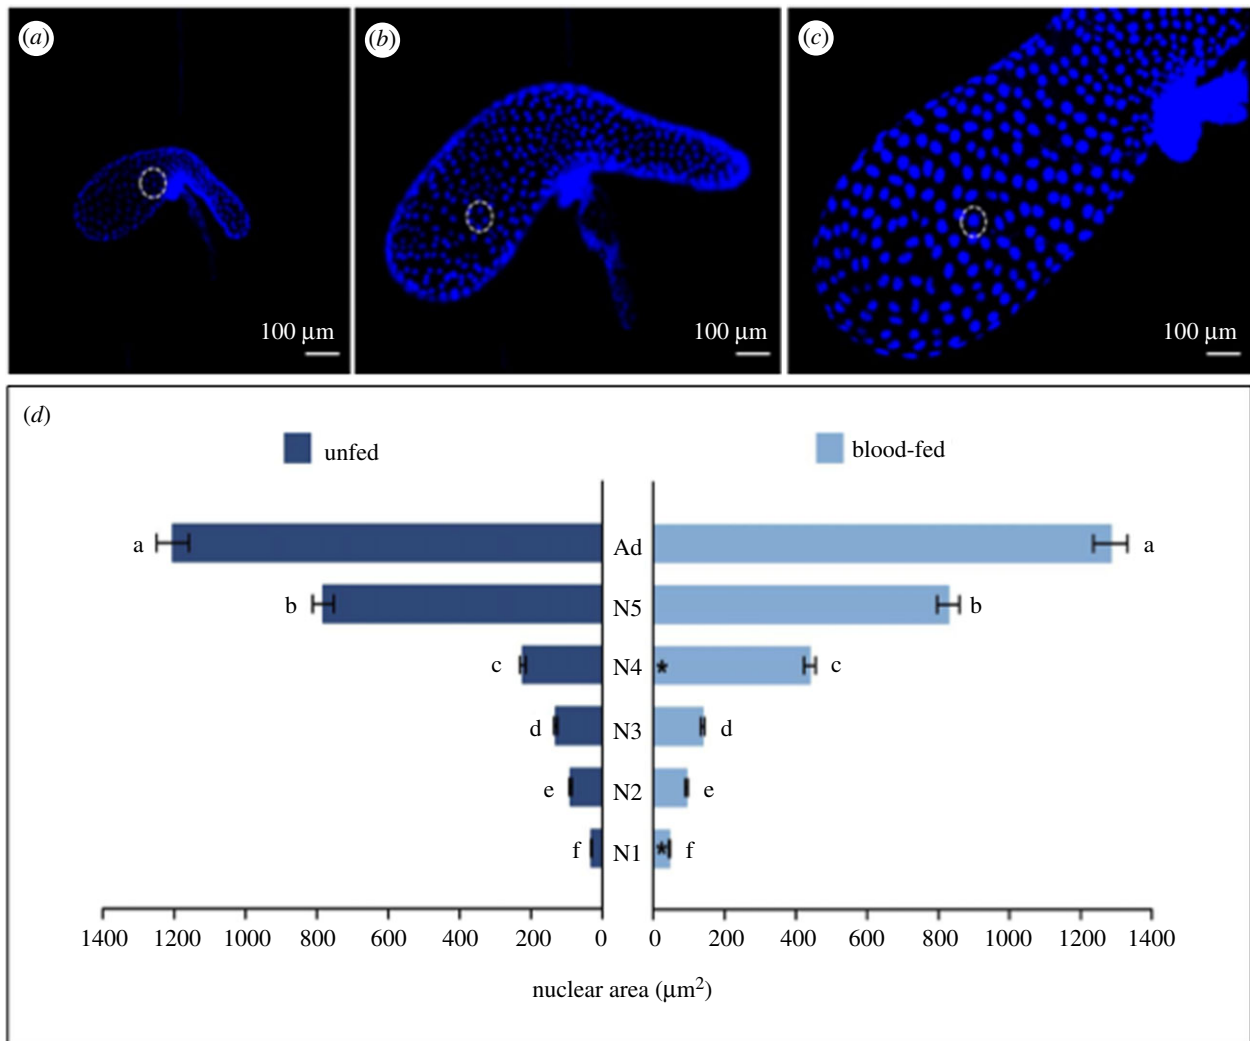 (a)
(b)
(c)
100 µm
100 µm
100 µm
(d)
unfed
blood-fed
a Ad a
b N5 b
c N4 * c
d N3 d
e N2 e
f N1 * f
1400 1200 1000 800 600 400 200 0 0 200 400 600 800 1000 1200 1400
nuclear area (µm²)